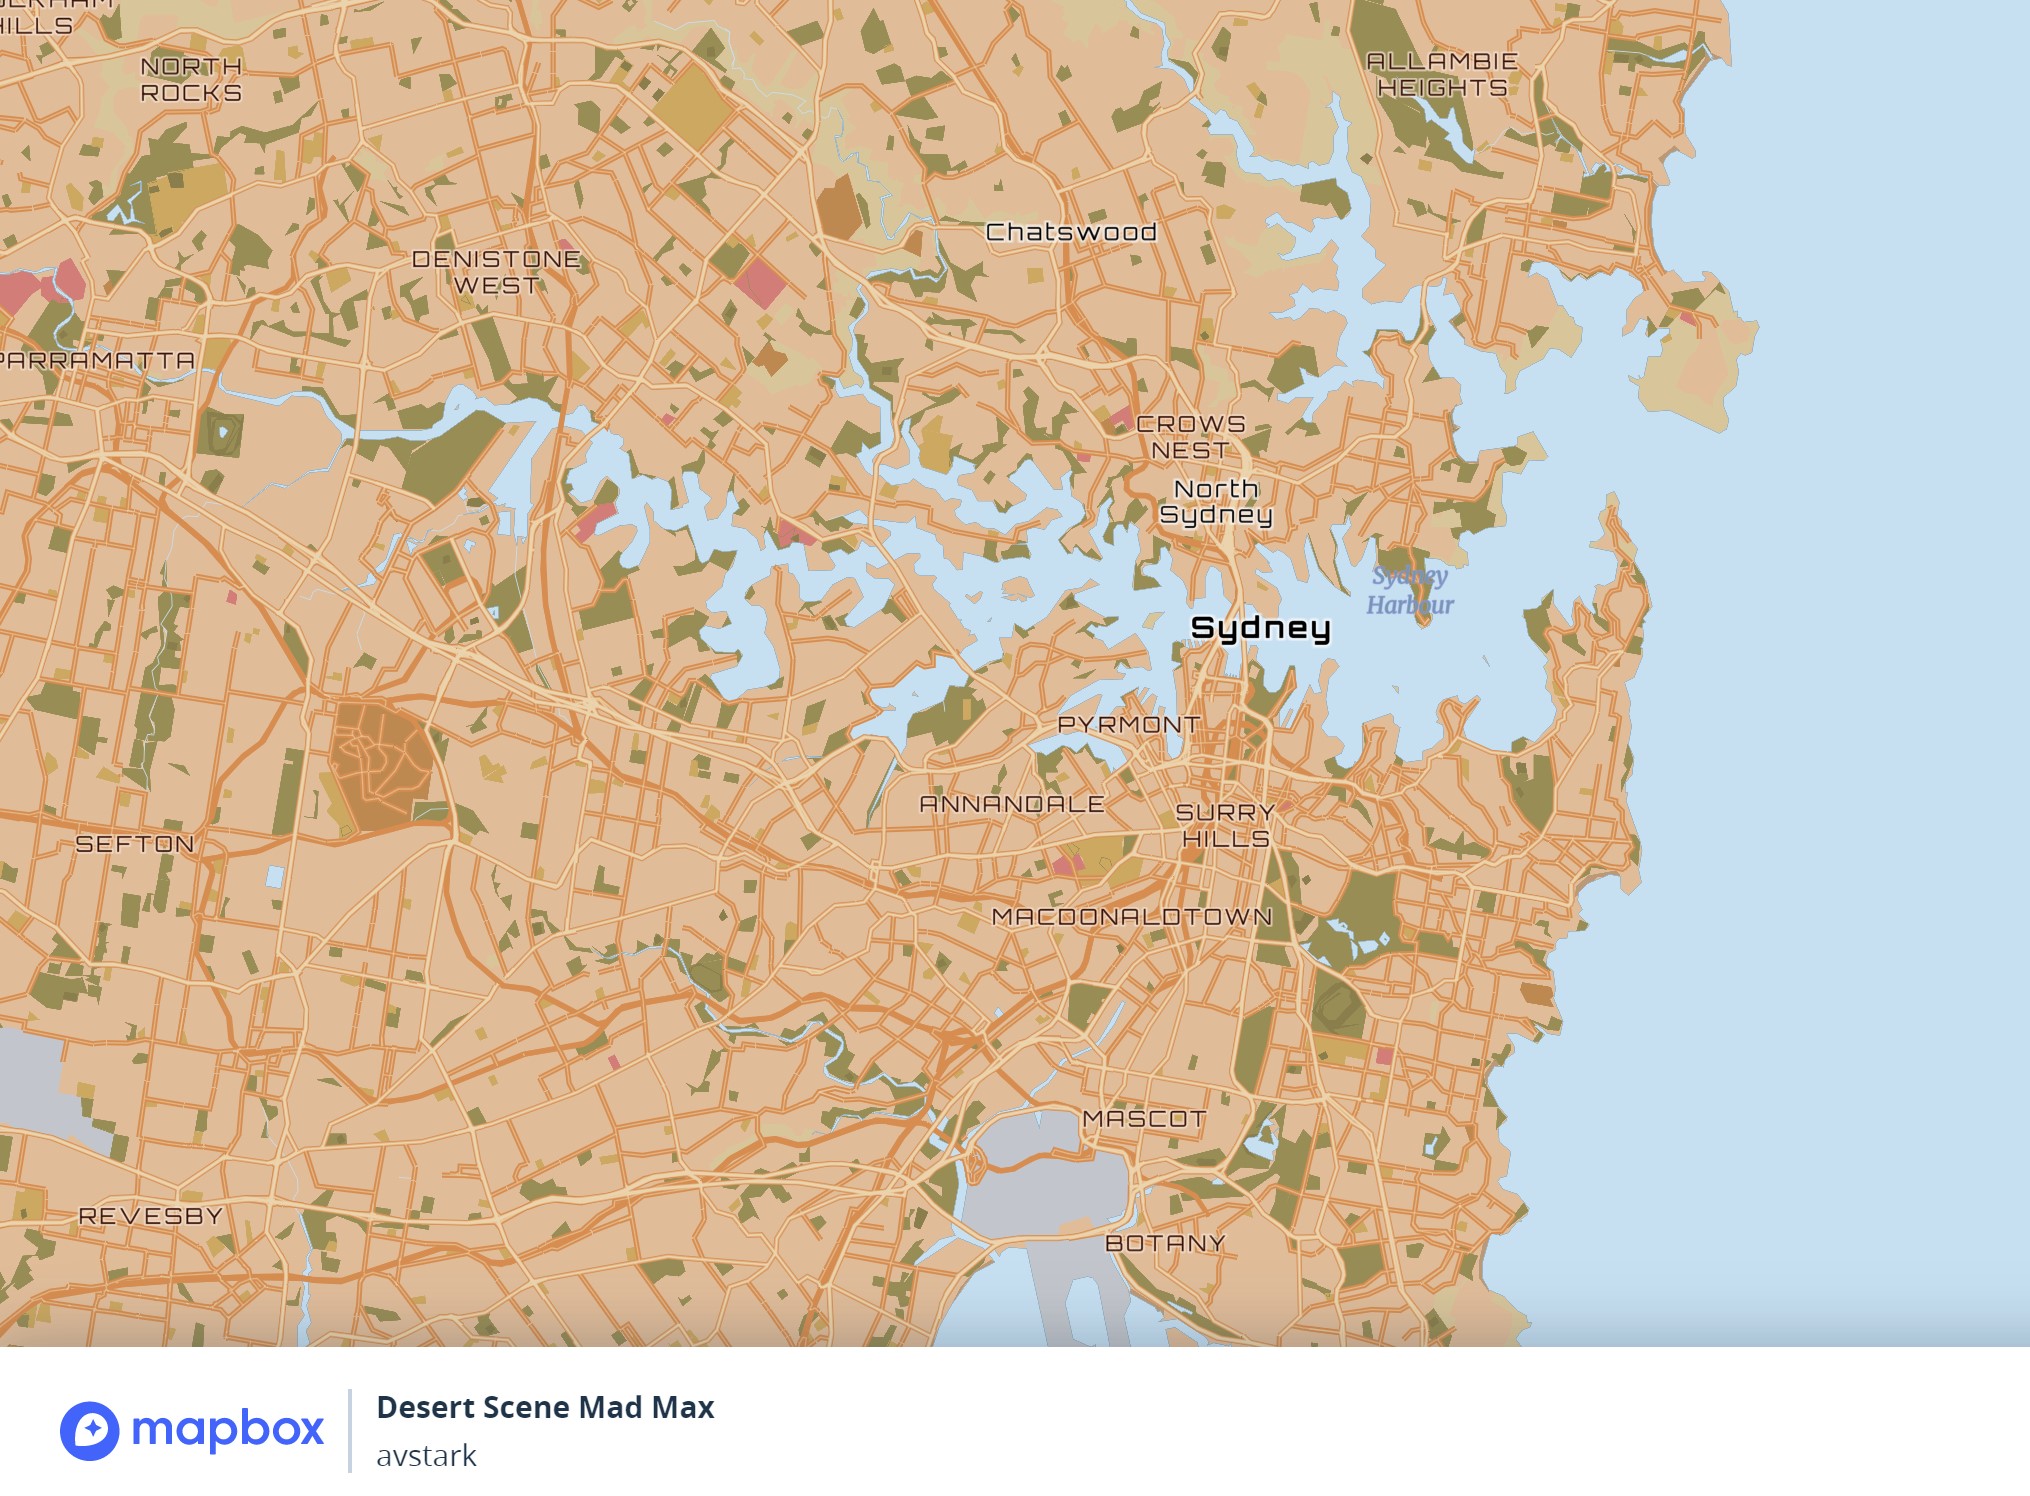 HILLS
NORTH
ROCKS
ALLAMBIE
HEIGHTS
Chatswood
DENISTONE
WEST
PARRAMATTA
CROWS
NEST
North
Sydney
Sydney
Harbour
Sydney
PYRMONT
ANNANDALE
SURRY
HILLS
SEFTON
MACDONALDTOWN
MASCOT
REVESBY
BOTANY
mapbox
Desert Scene Mad Max
avstark